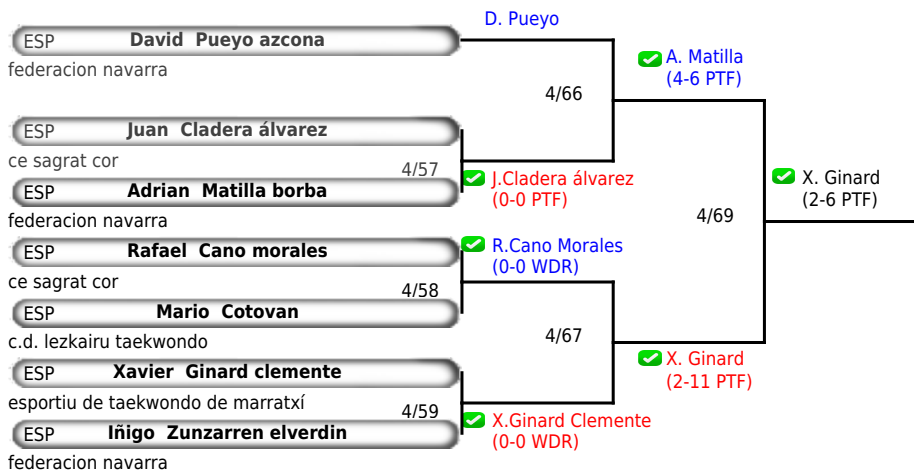 D. Pueyo
ESP David Pueyo azcona
federacion navarra
A. Matilla
(4-6 PTF)
4/66
ESP Juan Cladera álvarez
ce sagrat cor
4/57
J.Cladera álvarez
(0-0 PTF)
ESP Adrian Matilla borba
federacion navarra
X. Ginard
(2-6 PTF)
4/69
R.Cano Morales
(0-0 WDR)
ESP Rafael Cano morales
ce sagrat cor
4/58
ESP Mario Cotovan
c.d. lezkairu taekwondo
4/67
X. Ginard
(2-11 PTF)
ESP Xavier Ginard clemente
esportiu de taekwondo de marratxí
4/59
X.Ginard Clemente
(0-0 WDR)
ESP Iñigo Zunzarren elverdin
federacion navarra